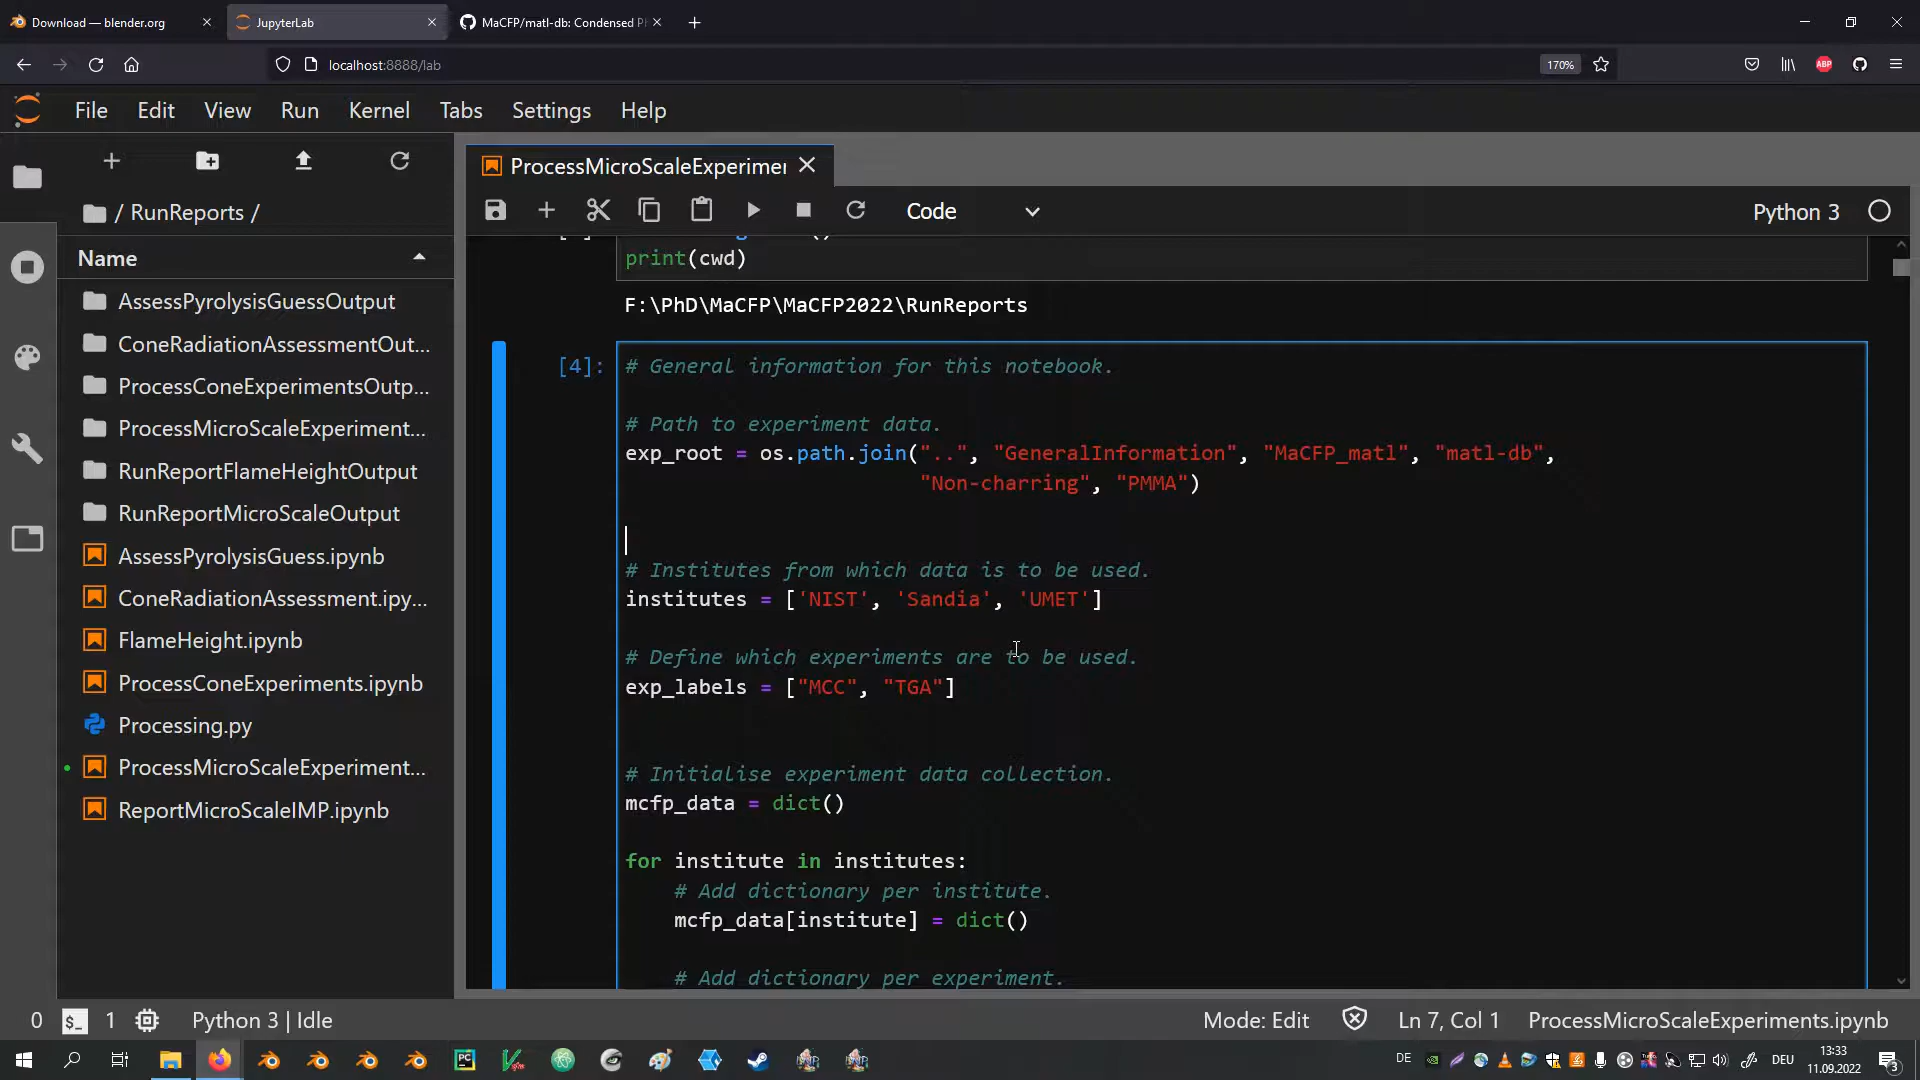 Download — blender.org
JupyterLab
MaCFP/matl-db: Condensed P
localhost:8888/lab
170%
ABP
File Edit View Run Kernel Tabs Settings Help
ProcessMicroScaleExperimer
/ RunReports /
Code
Python 3
Name
AssessPyrolysisGuessOutput
ConeRadiationAssessmentOut...
ProcessConeExperimentsOutp...
ProcessMicroScaleExperiment...
RunReportFlameHeightOutput
RunReportMicroScaleOutput
AssessPyrolysisGuess.ipynb
ConeRadiationAssessment.ipy...
FlameHeight.ipynb
ProcessConeExperiments.ipynb
Processing.py
ProcessMicroScaleExperiment...
ReportMicroScaleIMP.ipynb
print(cwd)
F:\PhD\MaCFP\MaCFP2022\RunReports
[4]:
# General information for this notebook.
# Path to experiment data.
exp_root = os.path.join("..", "GeneralInformation", "MaCFP_matl", "matl-db",
"Non-charring", "PMMA")
# Institutes from which data is to be used.
institutes = ['NIST', 'Sandia', 'UMET']
# Define which experiments are to be used.
exp_labels = ["MCC", "TGA"]
# Initialise experiment data collection.
mcfp_data = dict()
for institute in institutes:
# Add dictionary per institute.
mcfp_data[institute] = dict()
# Add dictionary per experiment.
0 $_ 1 Python 3 | Idle
Mode: Edit Ln 7, Col 1 ProcessMicroScaleExperiments.ipynb
PC
DE
DEU
13:33
11.09.2022
3